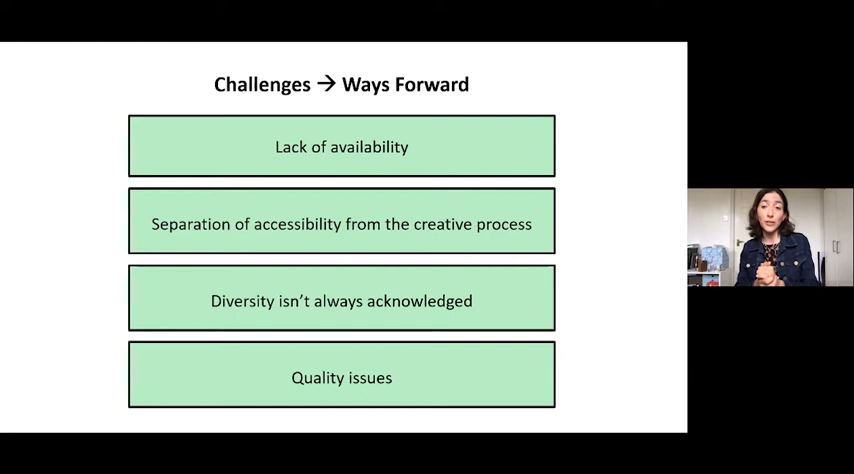 Challenges → Ways Forward
Lack of availability
Separation of accessibility from the creative process
Diversity isn’t always acknowledged
Quality issues